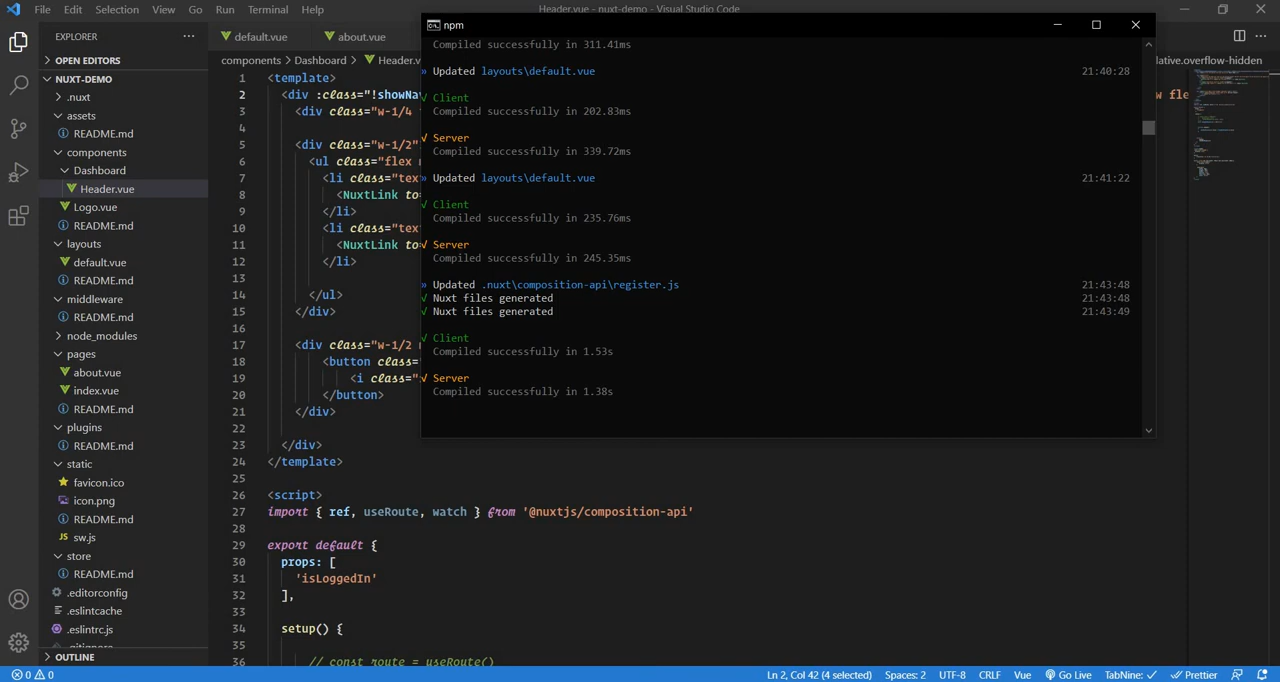 File Edit Selection View Go Run Terminal Help
Header.vue - nuxt-demo - Visual Studio Code
EXPLORER
OPEN EDITORS
NUXT-DEMO
.nuxt
assets
README.md
components
Dashboard
Header.vue
Logo.vue
README.md
layouts
default.vue
README.md
middleware
README.md
node_modules
pages
about.vue
index.vue
README.md
plugins
README.md
static
favicon.ico
icon.png
README.md
JS sw.js
store
README.md
.editorconfig
.eslintcache
.eslintrc.js
.gitignore
OUTLINE
default.vue about.vue
components > Dashboard > Header.v
lative.overflow-hidden
1 <template>
2 <div :class="!showNa
w fle
3 <div class="w-1/4
4
5 <div class="w-1/2"
6 <ul class="flex
7 <li class="tex
8 <NuxtLink to
9 </li>
10 <li class="tex
11 <NuxtLink to
12 </li>
13
14 </ul>
15 </div>
16
17 <div class="w-1/2
18 <button class=
19 <i class="
20 </button>
21 </div>
22
23 </div>
24 </template>
25
26 <script>
27 import { ref, useRoute, watch } from '@nuxtjs/composition-api'
28
29 export default {
30 props: [
31 'isLoggedIn'
32 ],
33
34 setup() {
35
36 // const route = useRoute()
npm
Compiled successfully in 311.41ms
» Updated layouts\default.vue 21:40:28
√ Client
Compiled successfully in 202.83ms
√ Server
Compiled successfully in 339.72ms
» Updated layouts\default.vue 21:41:22
√ Client
Compiled successfully in 235.76ms
√ Server
Compiled successfully in 245.35ms
» Updated .nuxt\composition-api\register.js 21:43:48
√ Nuxt files generated 21:43:48
√ Nuxt files generated 21:43:49
√ Client
Compiled successfully in 1.53s
√ Server
Compiled successfully in 1.38s
0 0
Ln 2, Col 42 (4 selected) Spaces: 2 UTF-8 CRLF Vue Go Live TabNine: ✓ Prettier